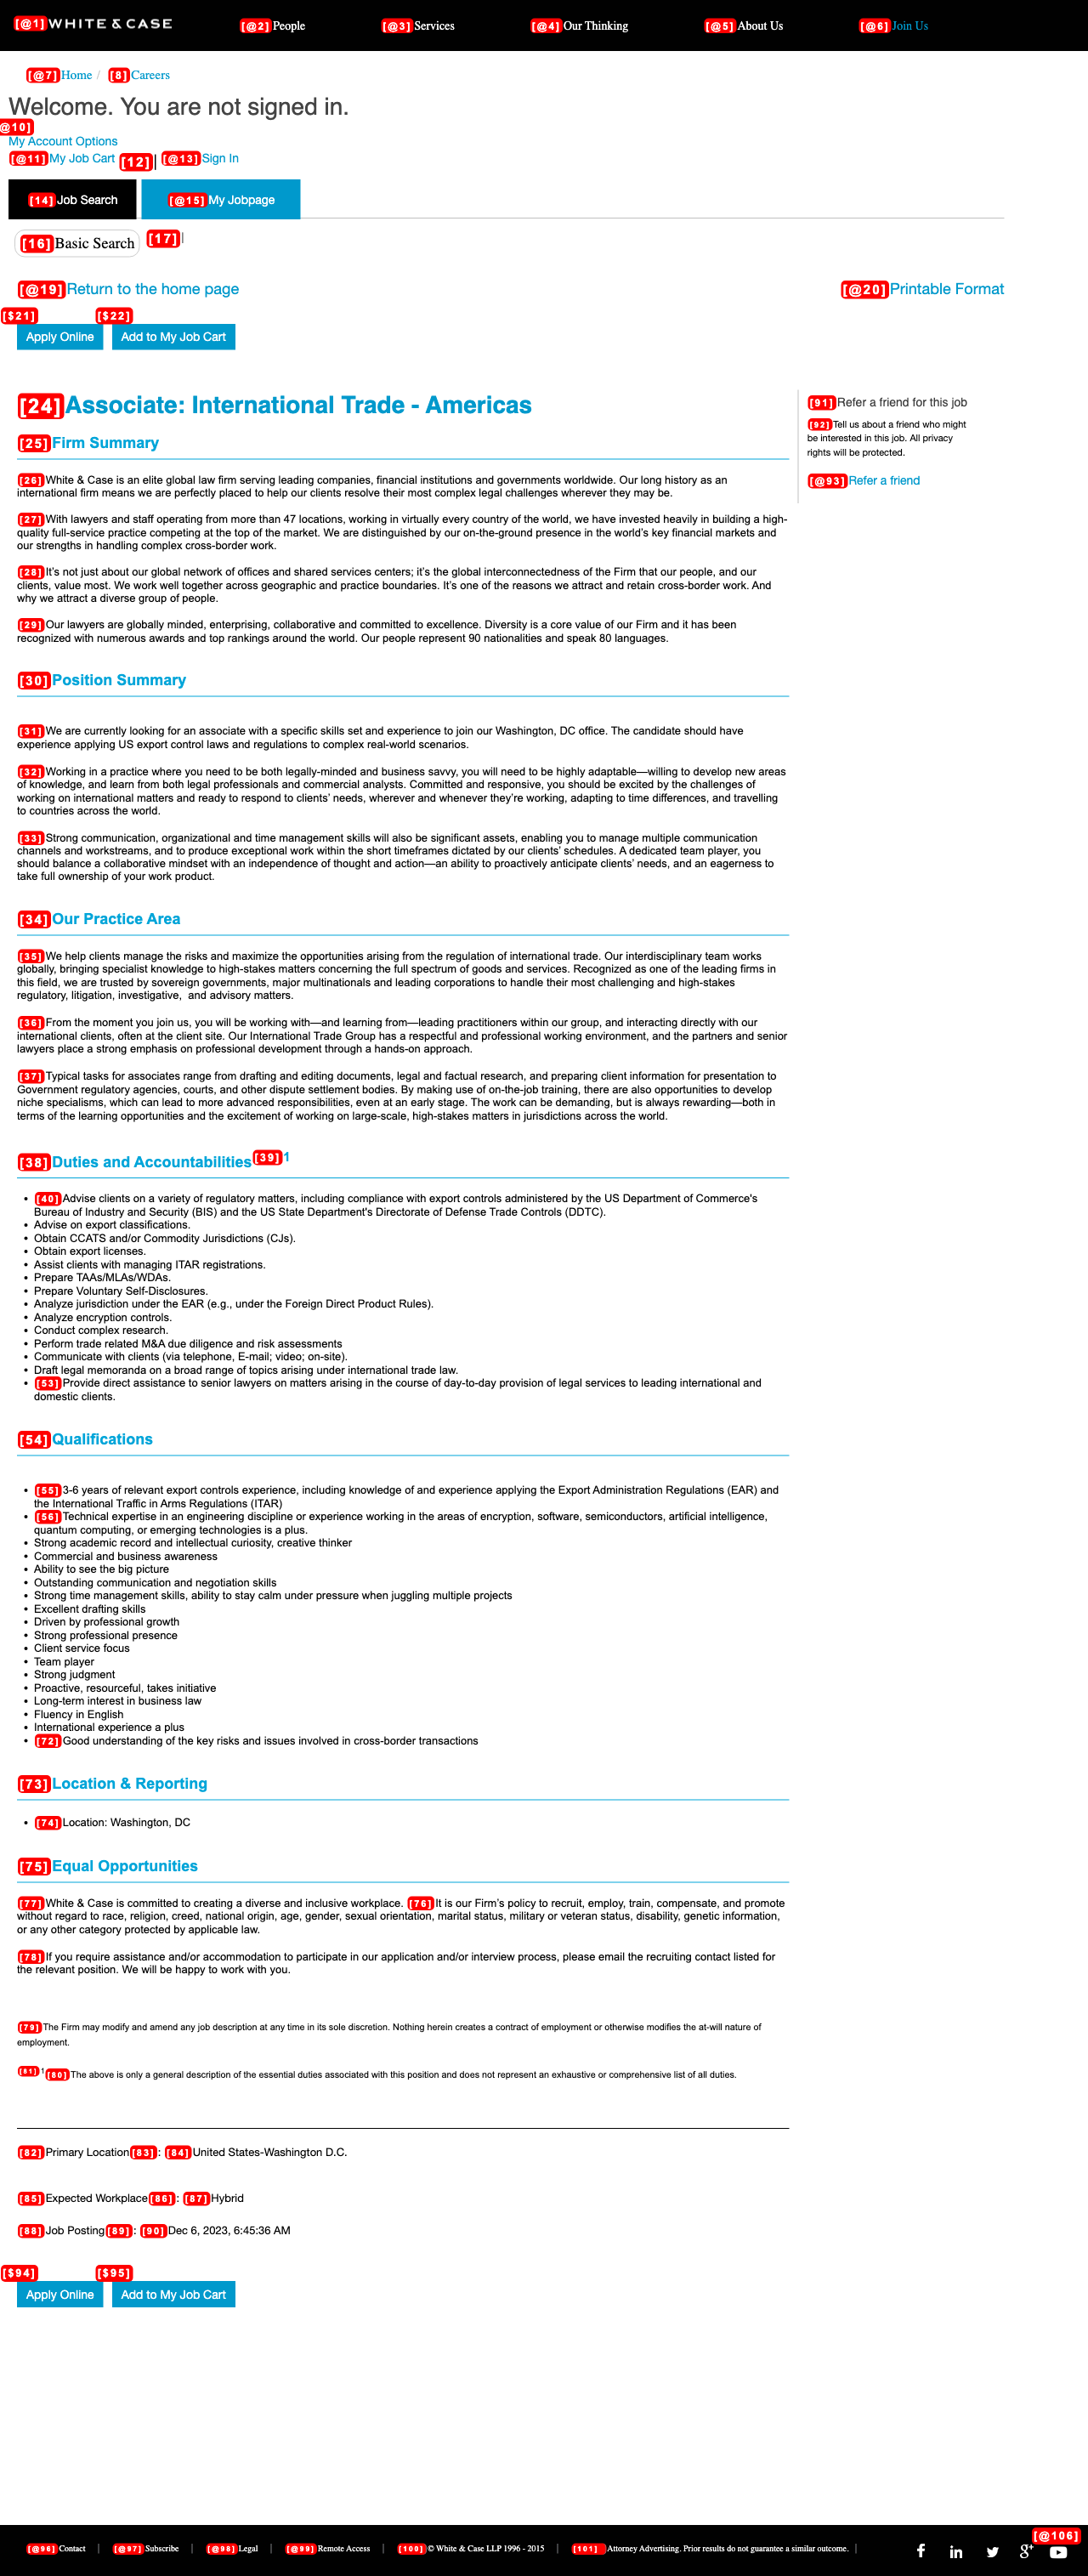 [@1] WHITE & CASE [@2] People [@3] Services [@4] Our Thinking [@5] About Us [@6] Join Us
[@7] Home / [8] Careers
Welcome. You are not signed in.
@10]
My Account Options
[@11] My Job Cart [12] | [@13] Sign In
[14] Job Search [@15] My Jobpage
[16] Basic Search [17] |
[@19] Return to the home page [@20] Printable Format
[$21] [$22]
Apply Online Add to My Job Cart
[24] Associate: International Trade - Americas
[25] Firm Summary
[26] White & Case is an elite global law firm serving leading companies, financial institutions and governments worldwide. Our long history as an
international firm means we are perfectly placed to help our clients resolve their most complex legal challenges wherever they may be.
[27] With lawyers and staff operating from more than 47 locations, working in virtually every country of the world, we have invested heavily in building a high-
quality full-service practice competing at the top of the market. We are distinguished by our on-the-ground presence in the world's key financial markets and
our strengths in handling complex cross-border work.
[28] It's not just about our global network of offices and shared services centers; it's the global interconnectedness of the Firm that our people, and our
clients, value most. We work well together across geographic and practice boundaries. It's one of the reasons we attract and retain cross-border work. And
why we attract a diverse group of people.
[29] Our lawyers are globally minded, enterprising, collaborative and committed to excellence. Diversity is a core value of our Firm and it has been
recognized with numerous awards and top rankings around the world. Our people represent 90 nationalities and speak 80 languages.
[30] Position Summary
[31] We are currently looking for an associate with a specific skills set and experience to join our Washington, DC office. The candidate should have
experience applying US export control laws and regulations to complex real-world scenarios.
[32] Working in a practice where you need to be both legally-minded and business savvy, you will need to be highly adaptable—willing to develop new areas
of knowledge, and learn from both legal professionals and commercial analysts. Committed and responsive, you should be excited by the challenges of
working on international matters and ready to respond to clients' needs, wherever and whenever they're working, adapting to time differences, and travelling
to countries across the world.
[33] Strong communication, organizational and time management skills will also be significant assets, enabling you to manage multiple communication
channels and workstreams, and to produce exceptional work within the short timeframes dictated by our clients' schedules. A dedicated team player, you
should balance a collaborative mindset with an independence of thought and action—an ability to proactively anticipate clients' needs, and an eagerness to
take full ownership of your work product.
[34] Our Practice Area
[35] We help clients manage the risks and maximize the opportunities arising from the regulation of international trade. Our interdisciplinary team works
globally, bringing specialist knowledge to high-stakes matters concerning the full spectrum of goods and services. Recognized as one of the leading firms in
this field, we are trusted by sovereign governments, major multinationals and leading corporations to handle their most challenging and high-stakes
regulatory, litigation, investigative, and advisory matters.
[36] From the moment you join us, you will be working with—and learning from—leading practitioners within our group, and interacting directly with our
international clients, often at the client site. Our International Trade Group has a respectful and professional working environment, and the partners and senior
lawyers place a strong emphasis on professional development through a hands-on approach.
[37] Typical tasks for associates range from drafting and editing documents, legal and factual research, and preparing client information for presentation to
Government regulatory agencies, courts, and other dispute settlement bodies. By making use of on-the-job training, there are also opportunities to develop
niche specialisms, which can lead to more advanced responsibilities, even at an early stage. The work can be demanding, but is always rewarding—both in
terms of the learning opportunities and the excitement of working on large-scale, high-stakes matters in jurisdictions across the world.
[38] Duties and Accountabilities [39] 1
• [40] Advise clients on a variety of regulatory matters, including compliance with export controls administered by the US Department of Commerce's
Bureau of Industry and Security (BIS) and the US State Department's Directorate of Defense Trade Controls (DDTC).
• Advise on export classifications.
• Obtain CCATS and/or Commodity Jurisdictions (CJs).
• Obtain export licenses.
• Assist clients with managing ITAR registrations.
• Prepare TAAs/MLAs/WDAs.
• Prepare Voluntary Self-Disclosures.
• Analyze jurisdiction under the EAR (e.g., under the Foreign Direct Product Rules).
• Analyze encryption controls.
• Conduct complex research.
• Perform trade related M&A due diligence and risk assessments
• Communicate with clients (via telephone, E-mail; video; on-site).
• Draft legal memoranda on a broad range of topics arising under international trade law.
• [53] Provide direct assistance to senior lawyers on matters arising in the course of day-to-day provision of legal services to leading international and
domestic clients.
[54] Qualifications
• [55] 3-6 years of relevant export controls experience, including knowledge of and experience applying the Export Administration Regulations (EAR) and
the International Traffic in Arms Regulations (ITAR)
• [56] Technical expertise in an engineering discipline or experience working in the areas of encryption, software, semiconductors, artificial intelligence,
quantum computing, or emerging technologies is a plus.
• Strong academic record and intellectual curiosity, creative thinker
• Commercial and business awareness
• Ability to see the big picture
• Outstanding communication and negotiation skills
• Strong time management skills, ability to stay calm under pressure when juggling multiple projects
• Excellent drafting skills
• Driven by professional growth
• Strong professional presence
• Client service focus
• Team player
• Strong judgment
• Proactive, resourceful, takes initiative
• Long-term interest in business law
• Fluency in English
• International experience a plus
• [72] Good understanding of the key risks and issues involved in cross-border transactions
[73] Location & Reporting
• [74] Location: Washington, DC
[75] Equal Opportunities
[77] White & Case is committed to creating a diverse and inclusive workplace. [76] It is our Firm's policy to recruit, employ, train, compensate, and promote
without regard to race, religion, creed, national origin, age, gender, sexual orientation, marital status, military or veteran status, disability, genetic information,
or any other category protected by applicable law.
[78] If you require assistance and/or accommodation to participate in our application and/or interview process, please email the recruiting contact listed for
the relevant position. We will be happy to work with you.
[79] The Firm may modify and amend any job description at any time in its sole discretion. Nothing herein creates a contract of employment or otherwise modifies the at-will nature of
employment.
[81] 1 [80] The above is only a general description of the essential duties associated with this position and does not represent an exhaustive or comprehensive list of all duties.
[82] Primary Location [83] : [84] United States-Washington D.C.
[85] Expected Workplace [86] : [87] Hybrid
[88] Job Posting [89] : [90] Dec 6, 2023, 6:45:36 AM
[91] Refer a friend for this job
[92] Tell us about a friend who might
be interested in this job. All privacy
rights will be protected.
[@93] Refer a friend
[$94] [$95]
Apply Online Add to My Job Cart
[@96] Contact | [@97] Subscribe | [@98] Legal | [@99] Remote Access | [100] © White & Case LLP 1996 - 2015 | [101] Attorney Advertising. Prior results do not guarantee a similar outcome. |
[@106]